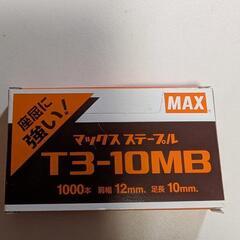 座屈に
強い!
MAX
マックス ステープル
T3-10MB
1000本 肩幅 12mm. 足長 10mm.